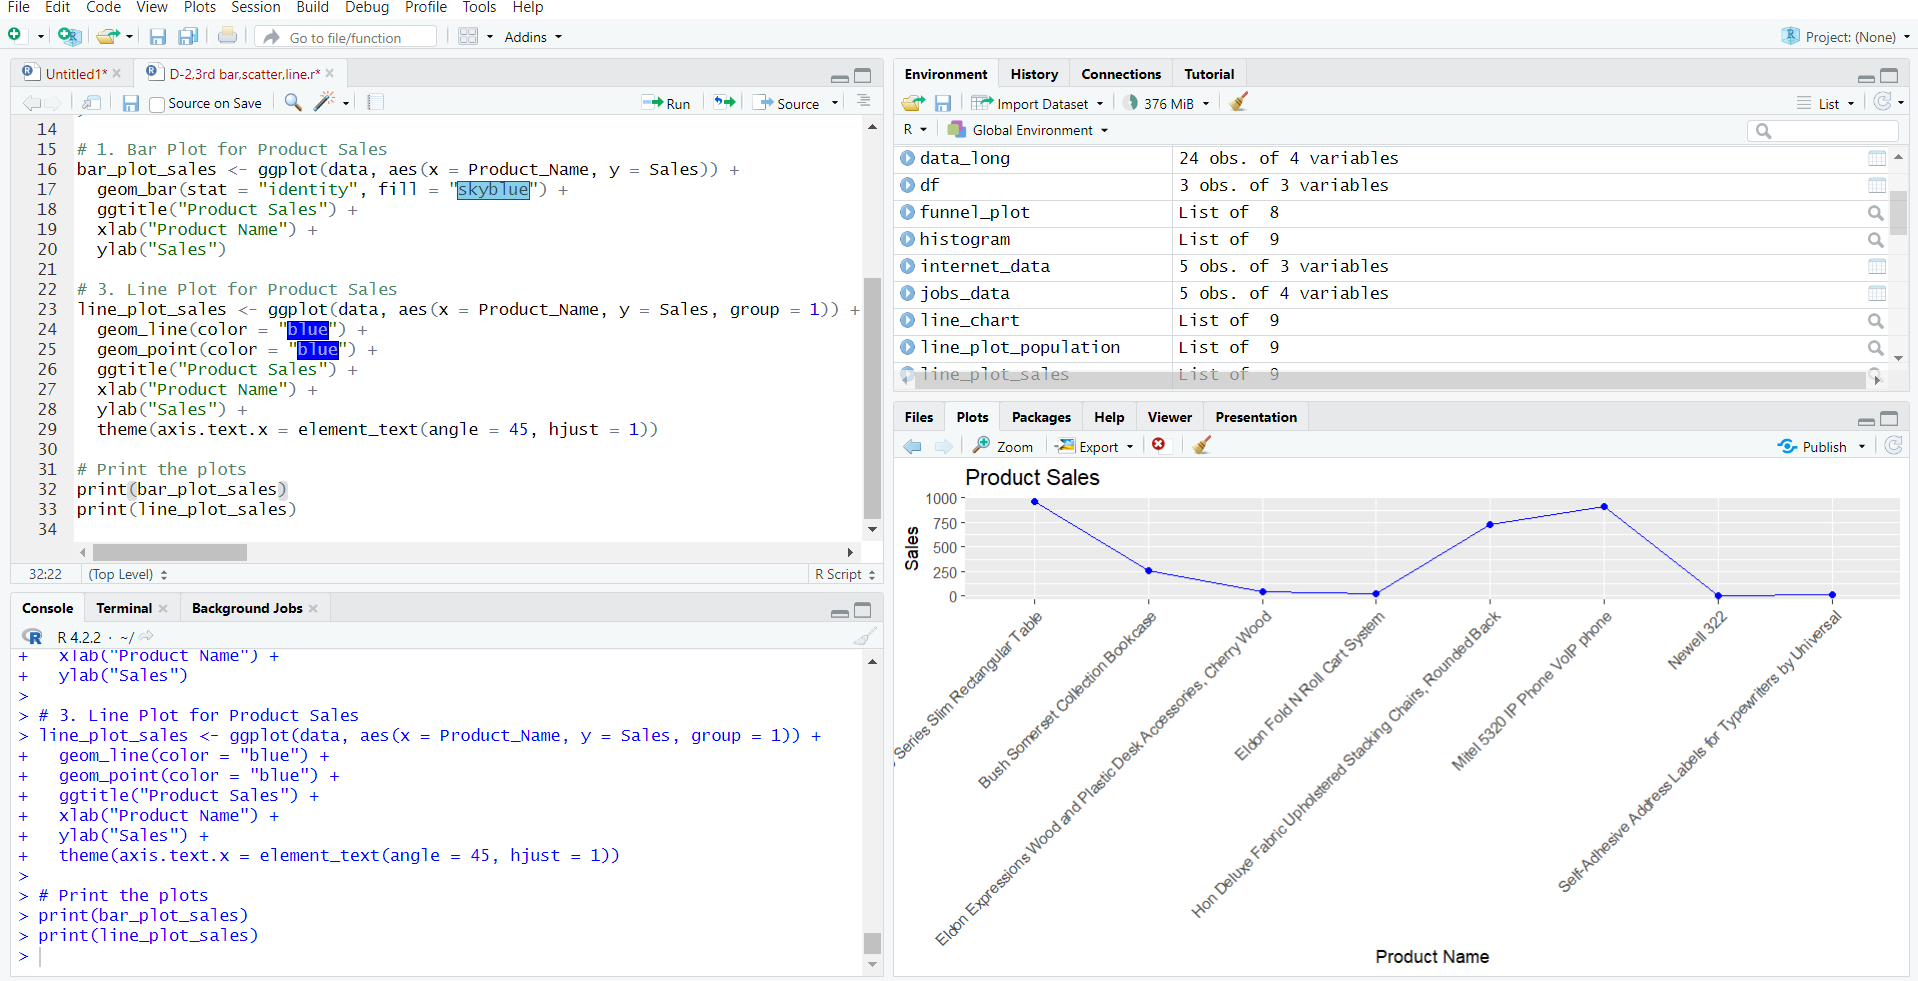 File Edit Code View Plots Session Build Debug Profile Tools Help
Go to file/function Addins Project: (None)
Untitled1* D-2,3rd bar,scatter,line.r*
Source on Save Run Source
14
15 # 1. Bar Plot for Product Sales
16 bar_plot_sales <- ggplot(data, aes(x = Product_Name, y = Sales)) +
17 geom_bar(stat = "identity", fill = "skyblue") +
18 ggtitle("Product Sales") +
19 xlab("Product Name") +
20 ylab("Sales")
21
22 # 3. Line Plot for Product Sales
23 line_plot_sales <- ggplot(data, aes(x = Product_Name, y = Sales, group = 1)) +
24 geom_line(color = "blue") +
25 geom_point(color = "blue") +
26 ggtitle("Product Sales") +
27 xlab("Product Name") +
28 ylab("Sales") +
29 theme(axis.text.x = element_text(angle = 45, hjust = 1))
30
31 # Print the plots
32 print(bar_plot_sales)
33 print(line_plot_sales)
34
32:22 (Top Level) R Script
Console Terminal Background Jobs
R 4.2.2 · ~/
+ xlab("Product Name") +
+ ylab("Sales")
>
> # 3. Line Plot for Product Sales
> line_plot_sales <- ggplot(data, aes(x = Product_Name, y = Sales, group = 1)) +
+ geom_line(color = "blue") +
+ geom_point(color = "blue") +
+ ggtitle("Product Sales") +
+ xlab("Product Name") +
+ ylab("Sales") +
+ theme(axis.text.x = element_text(angle = 45, hjust = 1))
>
> # Print the plots
> print(bar_plot_sales)
> print(line_plot_sales)
>
Environment History Connections Tutorial
Import Dataset 376 MiB List
R Global Environment
data_long 24 obs. of 4 variables
df 3 obs. of 3 variables
funnel_plot List of 8
histogram List of 9
internet_data 5 obs. of 3 variables
jobs_data 5 obs. of 4 variables
line_chart List of 9
line_plot_population List of 9
line_plot_sales List of 9
Files Plots Packages Help Viewer Presentation
Zoom Export Publish
Product Sales
1000
750
500
250
0
Sales
Series Slim Rectangular Table
Bush Somerset Collection Bookcase
Eldon Expressions Wood and Plastic Desk Accessories, Cherry Wood
Eldon Fold N Roll Cart System
Hon Deluxe Fabric Upholstered Stacking Chairs, Rounded Back
Mitel 5320 IP Phone VoIP phone
Newell 322
Self-Adhesive Address Labels for Typewriters by Universal
Product Name